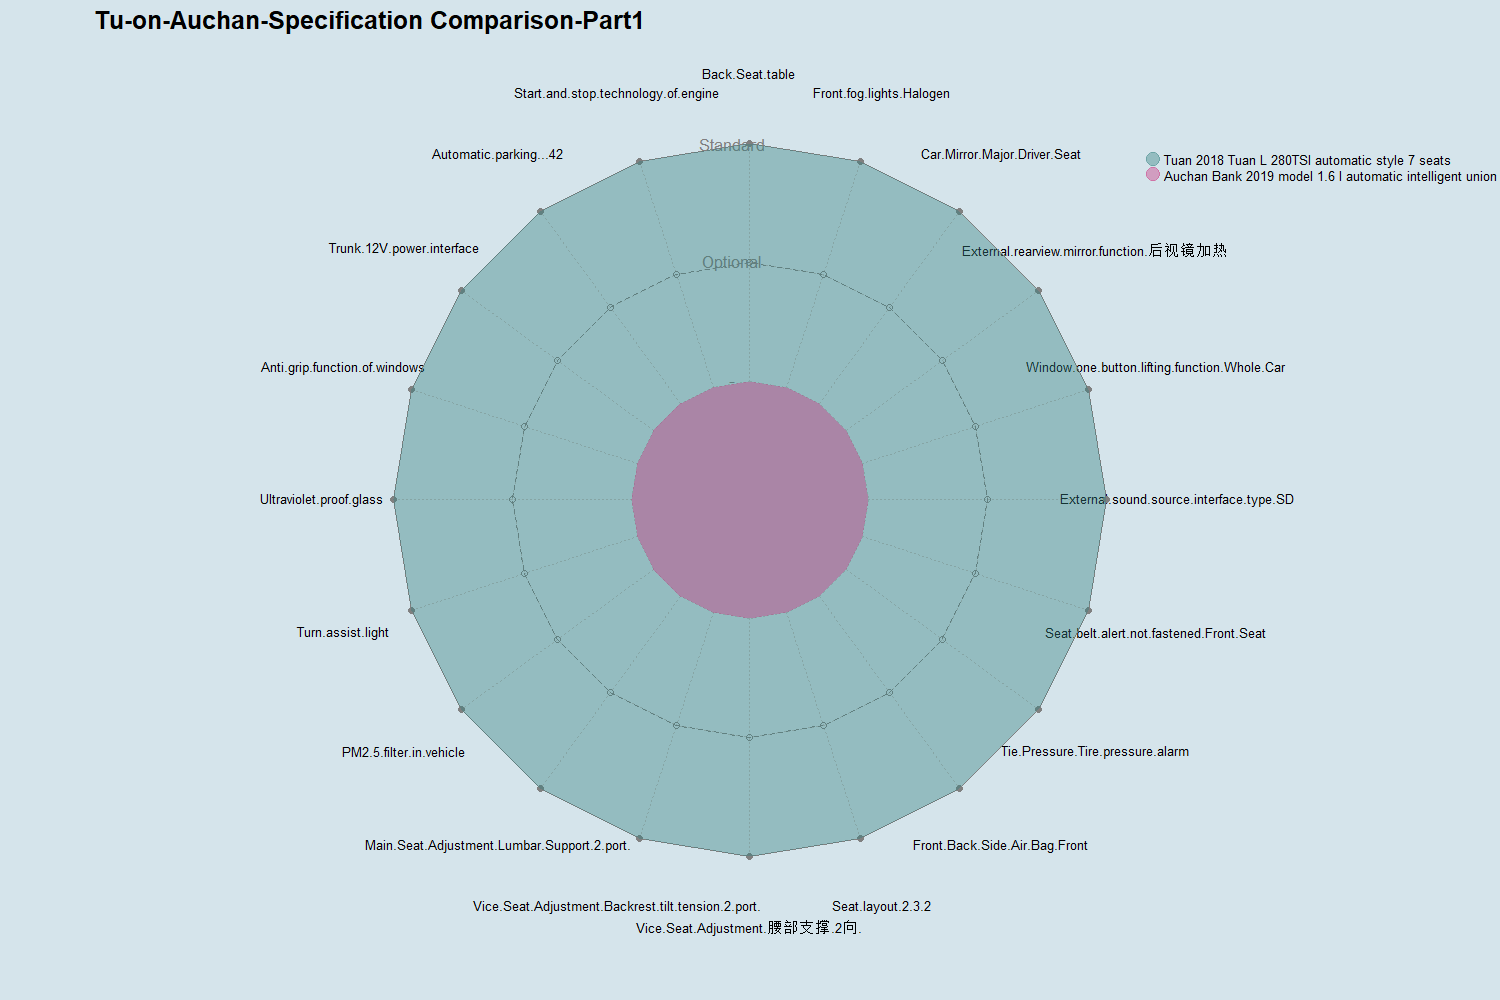 Tu-on-Auchan-Specification Comparison-Part1
Back.Seat.table
Start.and.stop.technology.of.engine
Front.fog.lights.Halogen
Standard
Automatic.parking...42
Car.Mirror.Major.Driver.Seat
Tuan 2018 Tuan L 280TSI automatic style 7 seats
Auchan Bank 2019 model 1.6 l automatic intelligent union
Trunk.12V.power.interface
External.rearview.mirror.function.后视镜加热
Optional
Anti.grip.function.of.windows
Window.one.button.lifting.function.Whole.Car
-
Ultraviolet.proof.glass
External.sound.source.interface.type.SD
Turn.assist.light
Seat.belt.alert.not.fastened.Front.Seat
PM2.5.filter.in.vehicle
Tie.Pressure.Tire.pressure.alarm
Main.Seat.Adjustment.Lumbar.Support.2.port.
Front.Back.Side.Air.Bag.Front
Vice.Seat.Adjustment.Backrest.tilt.tension.2.port.
Seat.layout.2.3.2
Vice.Seat.Adjustment.腰部支撑.2向.